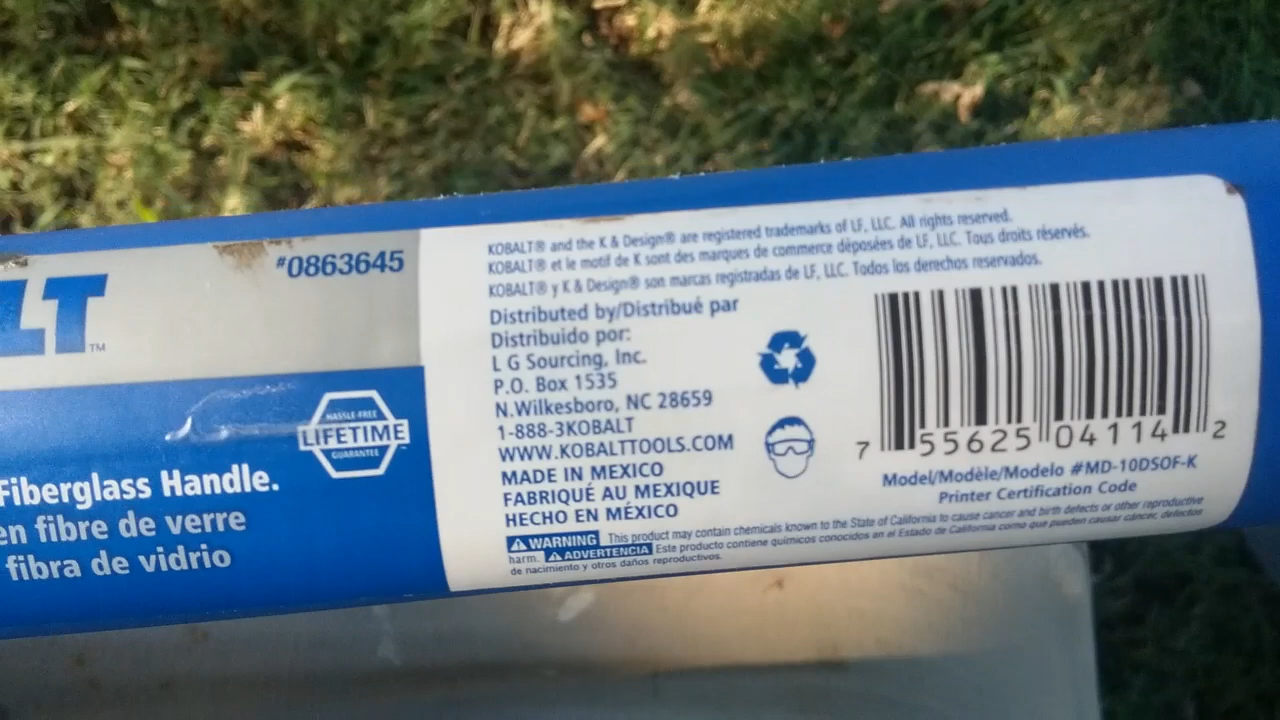 #0863645
LT
TM
HASSLE-FREE
LIFETIME
GUARANTEE
Fiberglass Handle.
en fibre de verre
fibra de vidrio
KOBALT® and the K & Design® are registered trademarks of LF, LLC. All rights reserved.
KOBALT® et le motif de K sont des marques de commerce déposées de LF, LLC. Tous droits réservés.
KOBALT® y K & Design® son marcas registradas de LF, LLC. Todos los derechos reservados.
Distributed by/Distribué par
Distribuido por:
L G Sourcing, Inc.
P.O. Box 1535
N.Wilkesboro, NC 28659
1-888-3KOBALT
WWW.KOBALTTOOLS.COM
MADE IN MEXICO
FABRIQUÉ AU MEXIQUE
HECHO EN MÉXICO
7 55625 04114 2
Model/Modèle/Modelo #MD-10DSOF-K
Printer Certification Code
WARNING This product may contain chemicals known to the State of California to cause cancer and birth defects or other reproductive
harm. ADVERTENCIA Este producto contiene químicos conocidos en el Estado de California como que pueden causar cáncer, defectos
de nacimiento y otros daños reproductivos.